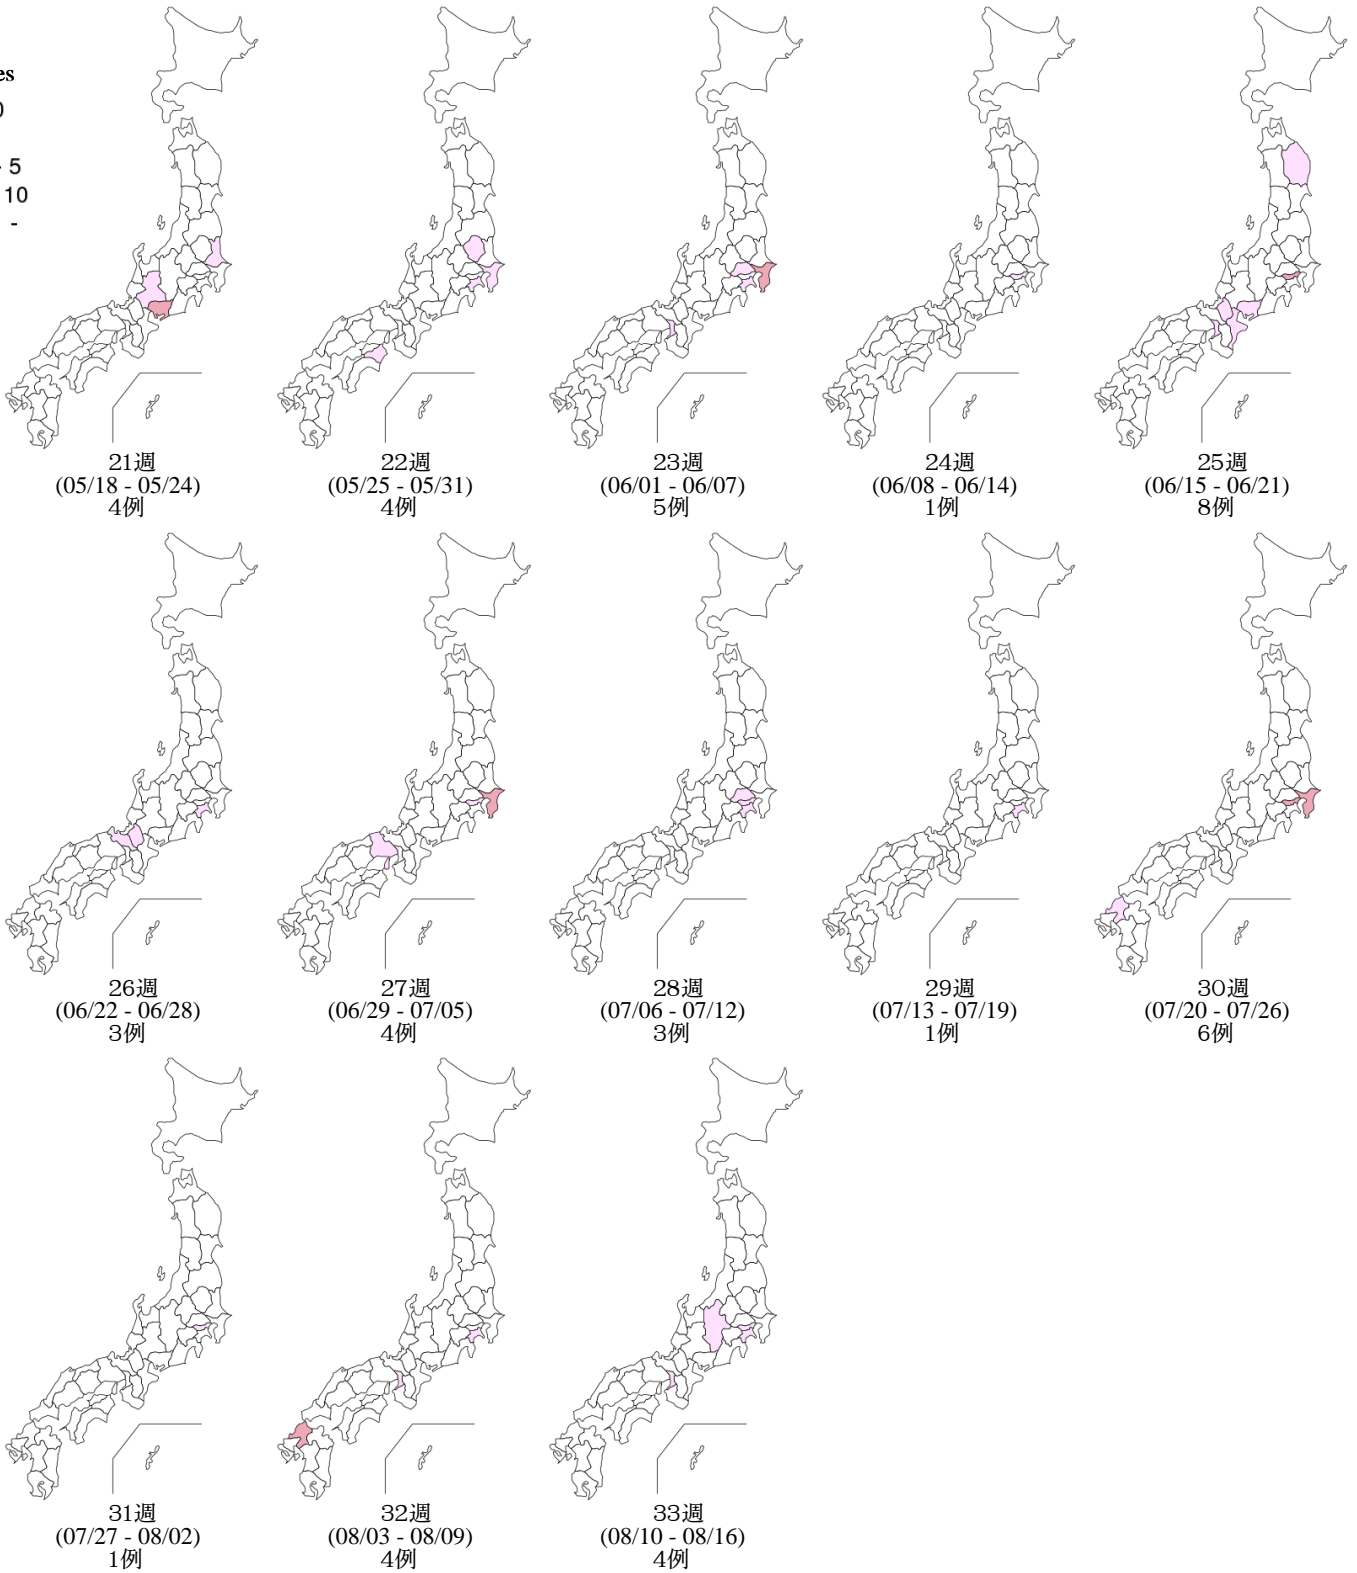 es
0
- 5
10
-
21週
(05/18 - 05/24)
4例
22週
(05/25 - 05/31)
4例
23週
(06/01 - 06/07)
5例
24週
(06/08 - 06/14)
1例
25週
(06/15 - 06/21)
8例
26週
(06/22 - 06/28)
3例
27週
(06/29 - 07/05)
4例
28週
(07/06 - 07/12)
3例
29週
(07/13 - 07/19)
1例
30週
(07/20 - 07/26)
6例
31週
(07/27 - 08/02)
1例
32週
(08/03 - 08/09)
4例
33週
(08/10 - 08/16)
4例